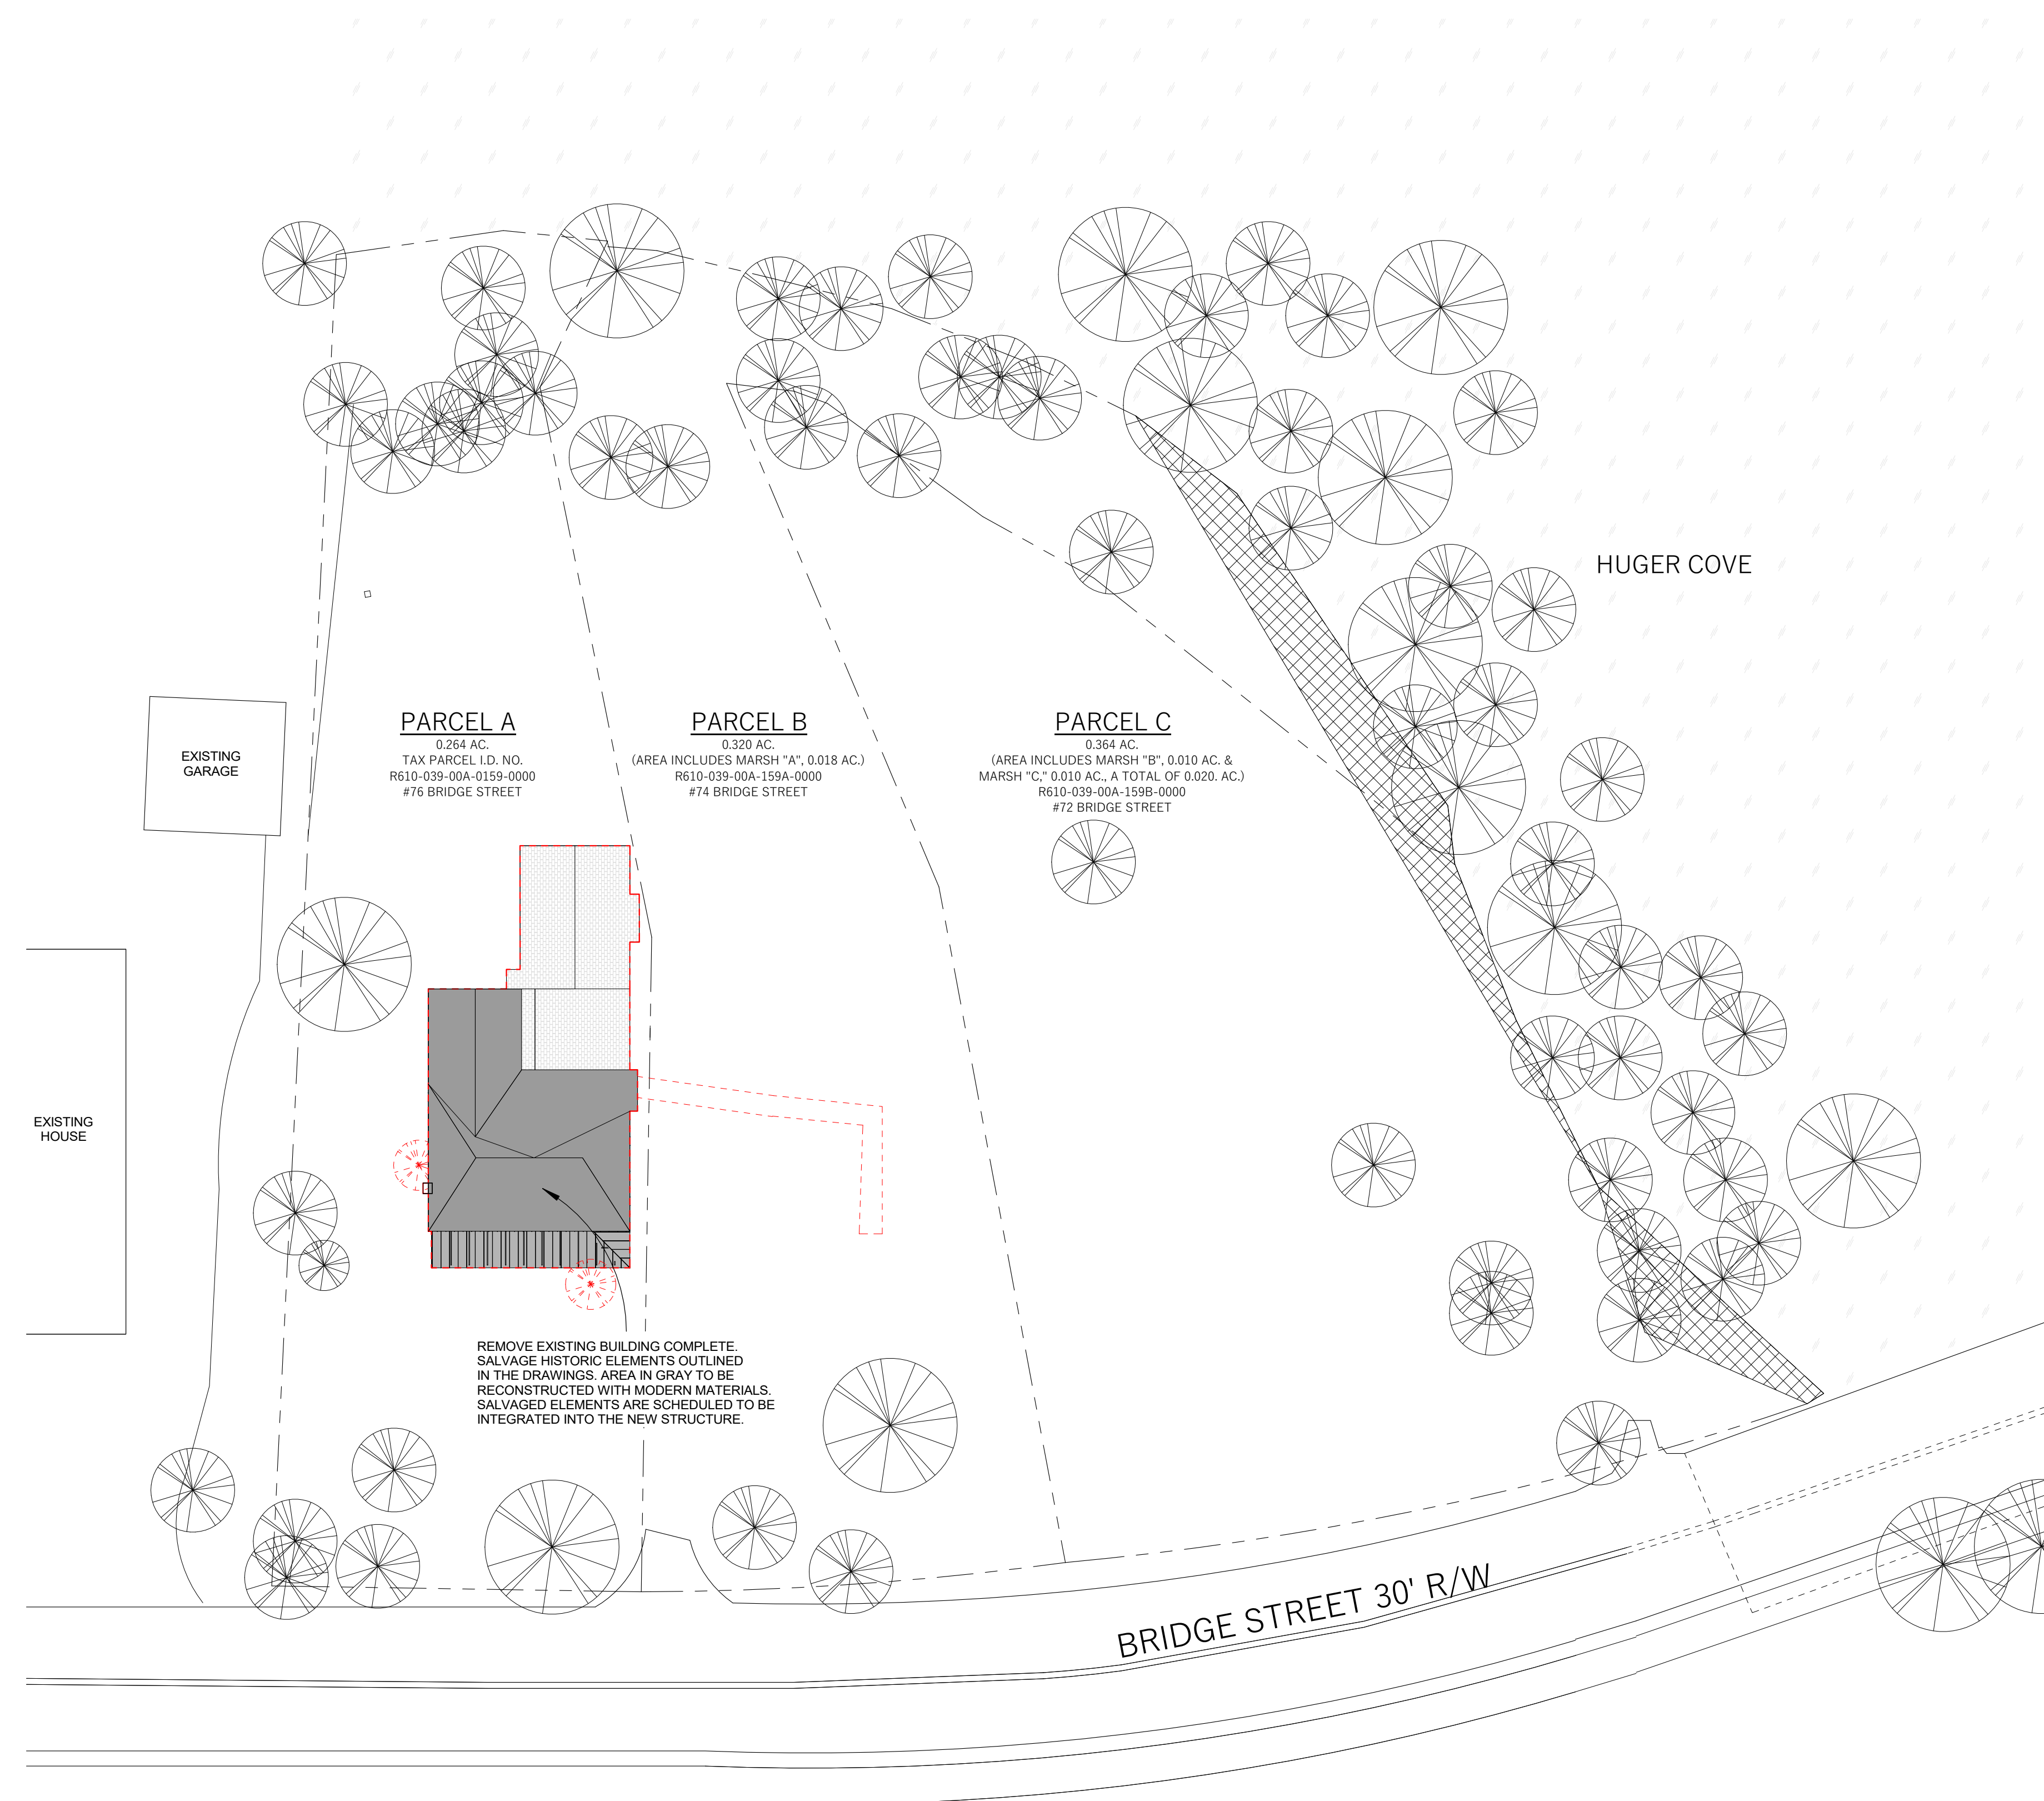 HUGER COVE
PARCEL A
0.264 AC.
TAX PARCEL I.D. NO.
R610-039-00A-0159-0000
#76 BRIDGE STREET
PARCEL B
0.320 AC.
(AREA INCLUDES MARSH "A", 0.018 AC.)
R610-039-00A-159A-0000
#74 BRIDGE STREET
PARCEL C
0.364 AC.
(AREA INCLUDES MARSH "B", 0.010 AC. &
MARSH "C," 0.010 AC., A TOTAL OF 0.020. AC.)
R610-039-00A-159B-0000
#72 BRIDGE STREET
EXISTING
GARAGE
EXISTING
HOUSE
REMOVE EXISTING BUILDING COMPLETE.
SALVAGE HISTORIC ELEMENTS OUTLINED
IN THE DRAWINGS. AREA IN GRAY TO BE
RECONSTRUCTED WITH MODERN MATERIALS.
SALVAGED ELEMENTS ARE SCHEDULED TO BE
INTEGRATED INTO THE NEW STRUCTURE.
BRIDGE STREET 30' R/W